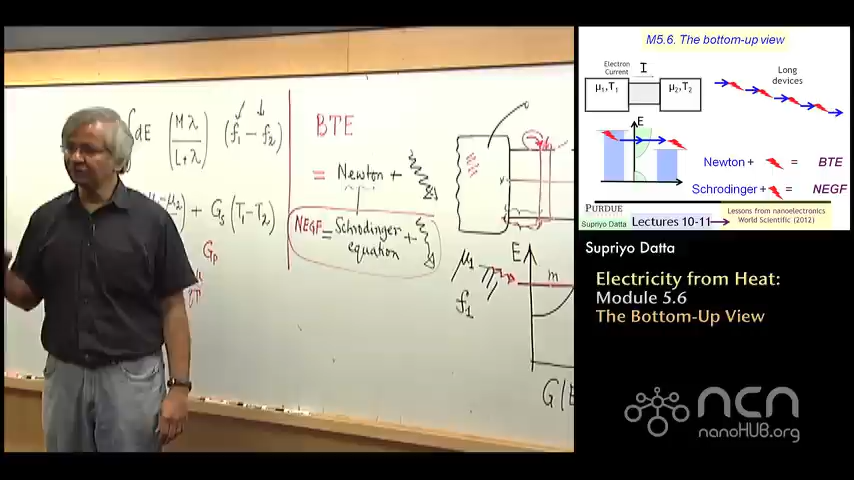 ∫dE (Mλ / L+λ) (f₁ - f₂)
μ₁-μ₂) + Gₛ (T₁-T₂)
Gₚ
BTE
= Newton +
NEGF = Schrodinger equation +
E
μ₁
f₁
m
M5.6. The bottom-up view
Electron
Current
I
μ₁,T₁
μ₂,T₂
Long
devices
E
Newton + = BTE
Schrodinger + = NEGF
PURDUE
Supriyo Datta
Lectures 10-11
Lessons from nanoelectronics
World Scientific (2012)
Supriyo Datta
Electricity from Heat:
Module 5.6
The Bottom-Up View
ncn
nanoHUB.org